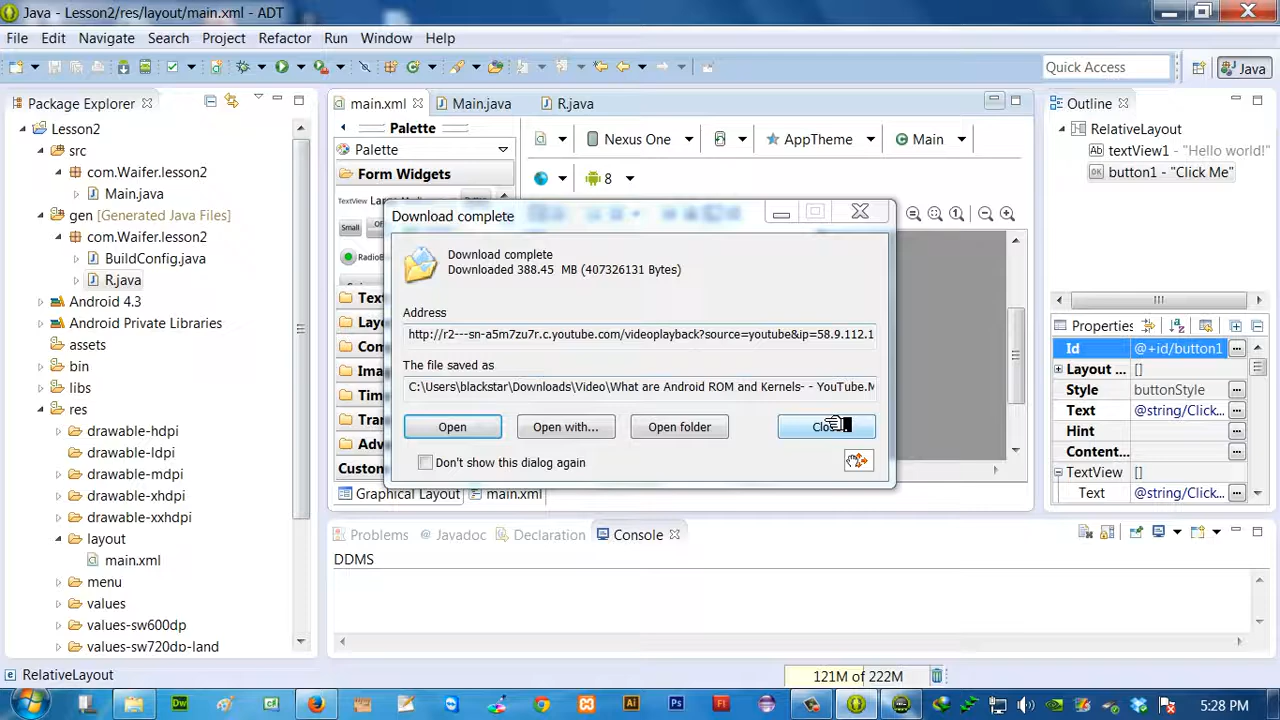 Java - Lesson2/res/layout/main.xml - ADT
File Edit Navigate Search Project Refactor Run Window Help
Quick Access
Java
Package Explorer
Lesson2
src
com.Waifer.lesson2
Main.java
gen [Generated Java Files]
com.Waifer.lesson2
BuildConfig.java
R.java
Android 4.3
Android Private Libraries
assets
bin
libs
res
drawable-hdpi
drawable-ldpi
drawable-mdpi
drawable-xhdpi
drawable-xxhdpi
layout
main.xml
menu
values
values-sw600dp
values-sw720dp-land
main.xml Main.java R.java
Palette
Palette
Form Widgets
TextView
Small
Nexus One AppTheme Main
8
Download complete
Download complete
Downloaded 388.45 MB (407326131 Bytes)
Address
http://r2---sn-a5m7zu7r.c.youtube.com/videoplayback?source=youtube&ip=58.9.112.1
The file saved as
C:\Users\blackstar\Downloads\Video\What are Android ROM and Kernels- - YouTube.M
Open Open with... Open folder
Don't show this dialog again
Graphical Layout main.xml
Problems Javadoc Declaration Console
DDMS
Outline
RelativeLayout
Ab textView1 - "Hello world!"
OK button1 - "Click Me"
Properties
Id @+id/button1
Layout ... []
Style buttonStyle
Text @string/Click...
Hint
Content...
TextView []
Text @string/Click...
RelativeLayout
121M of 222M
5:28 PM